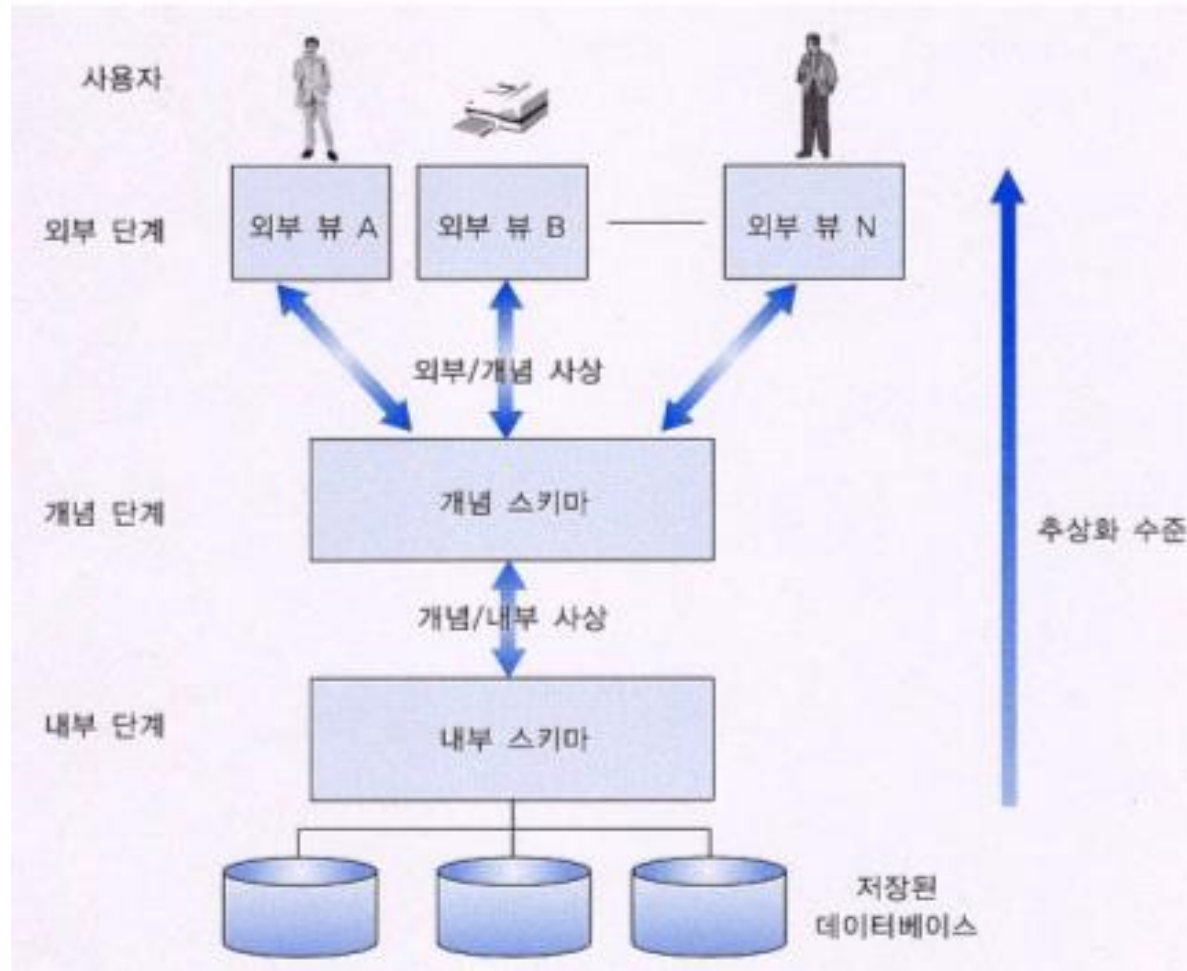 사용자
외부 단계
외부 뷰 A
외부 뷰 B
외부 뷰 N
외부/개념 사상
개념 단계
개념 스키마
추상화 수준
개념/내부 사상
내부 단계
내부 스키마
저장된
데이터베이스